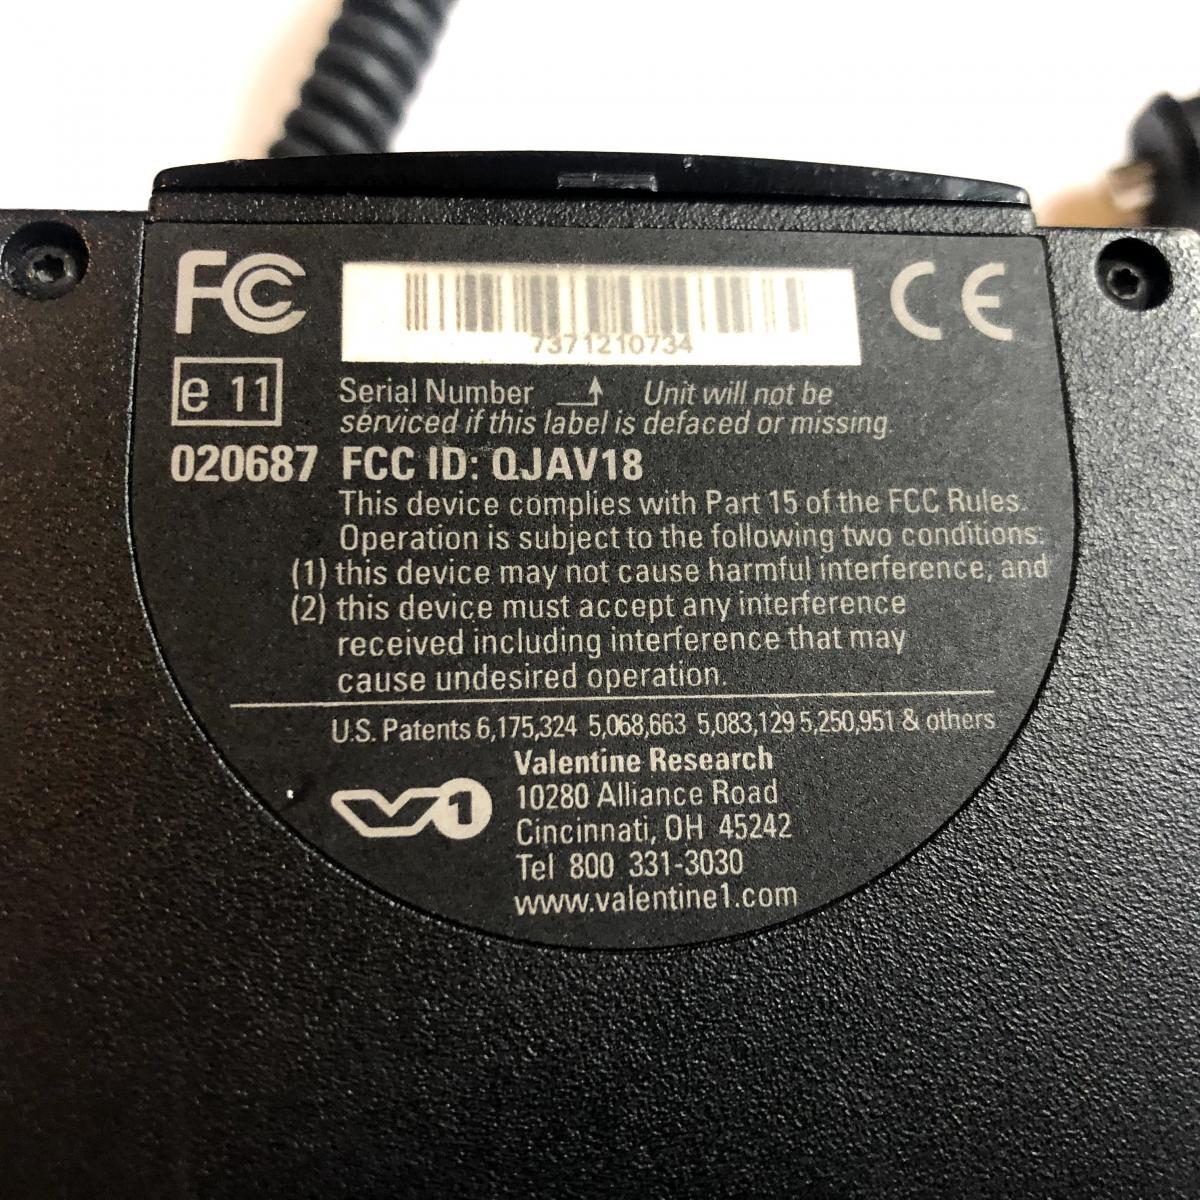 FC CE
7371210734
e 11
Serial Number Unit will not be
serviced if this label is defaced or missing.
020687 FCC ID: QJAV18
This device complies with Part 15 of the FCC Rules.
Operation is subject to the following two conditions:
(1) this device may not cause harmful interference, and
(2) this device must accept any interference
received including interference that may
cause undesired operation.
U.S. Patents 6,175,324 5,068,663 5,083,129 5,250,951 & others
Valentine Research
V1 10280 Alliance Road
Cincinnati, OH 45242
Tel 800 331-3030
www.valentine1.com